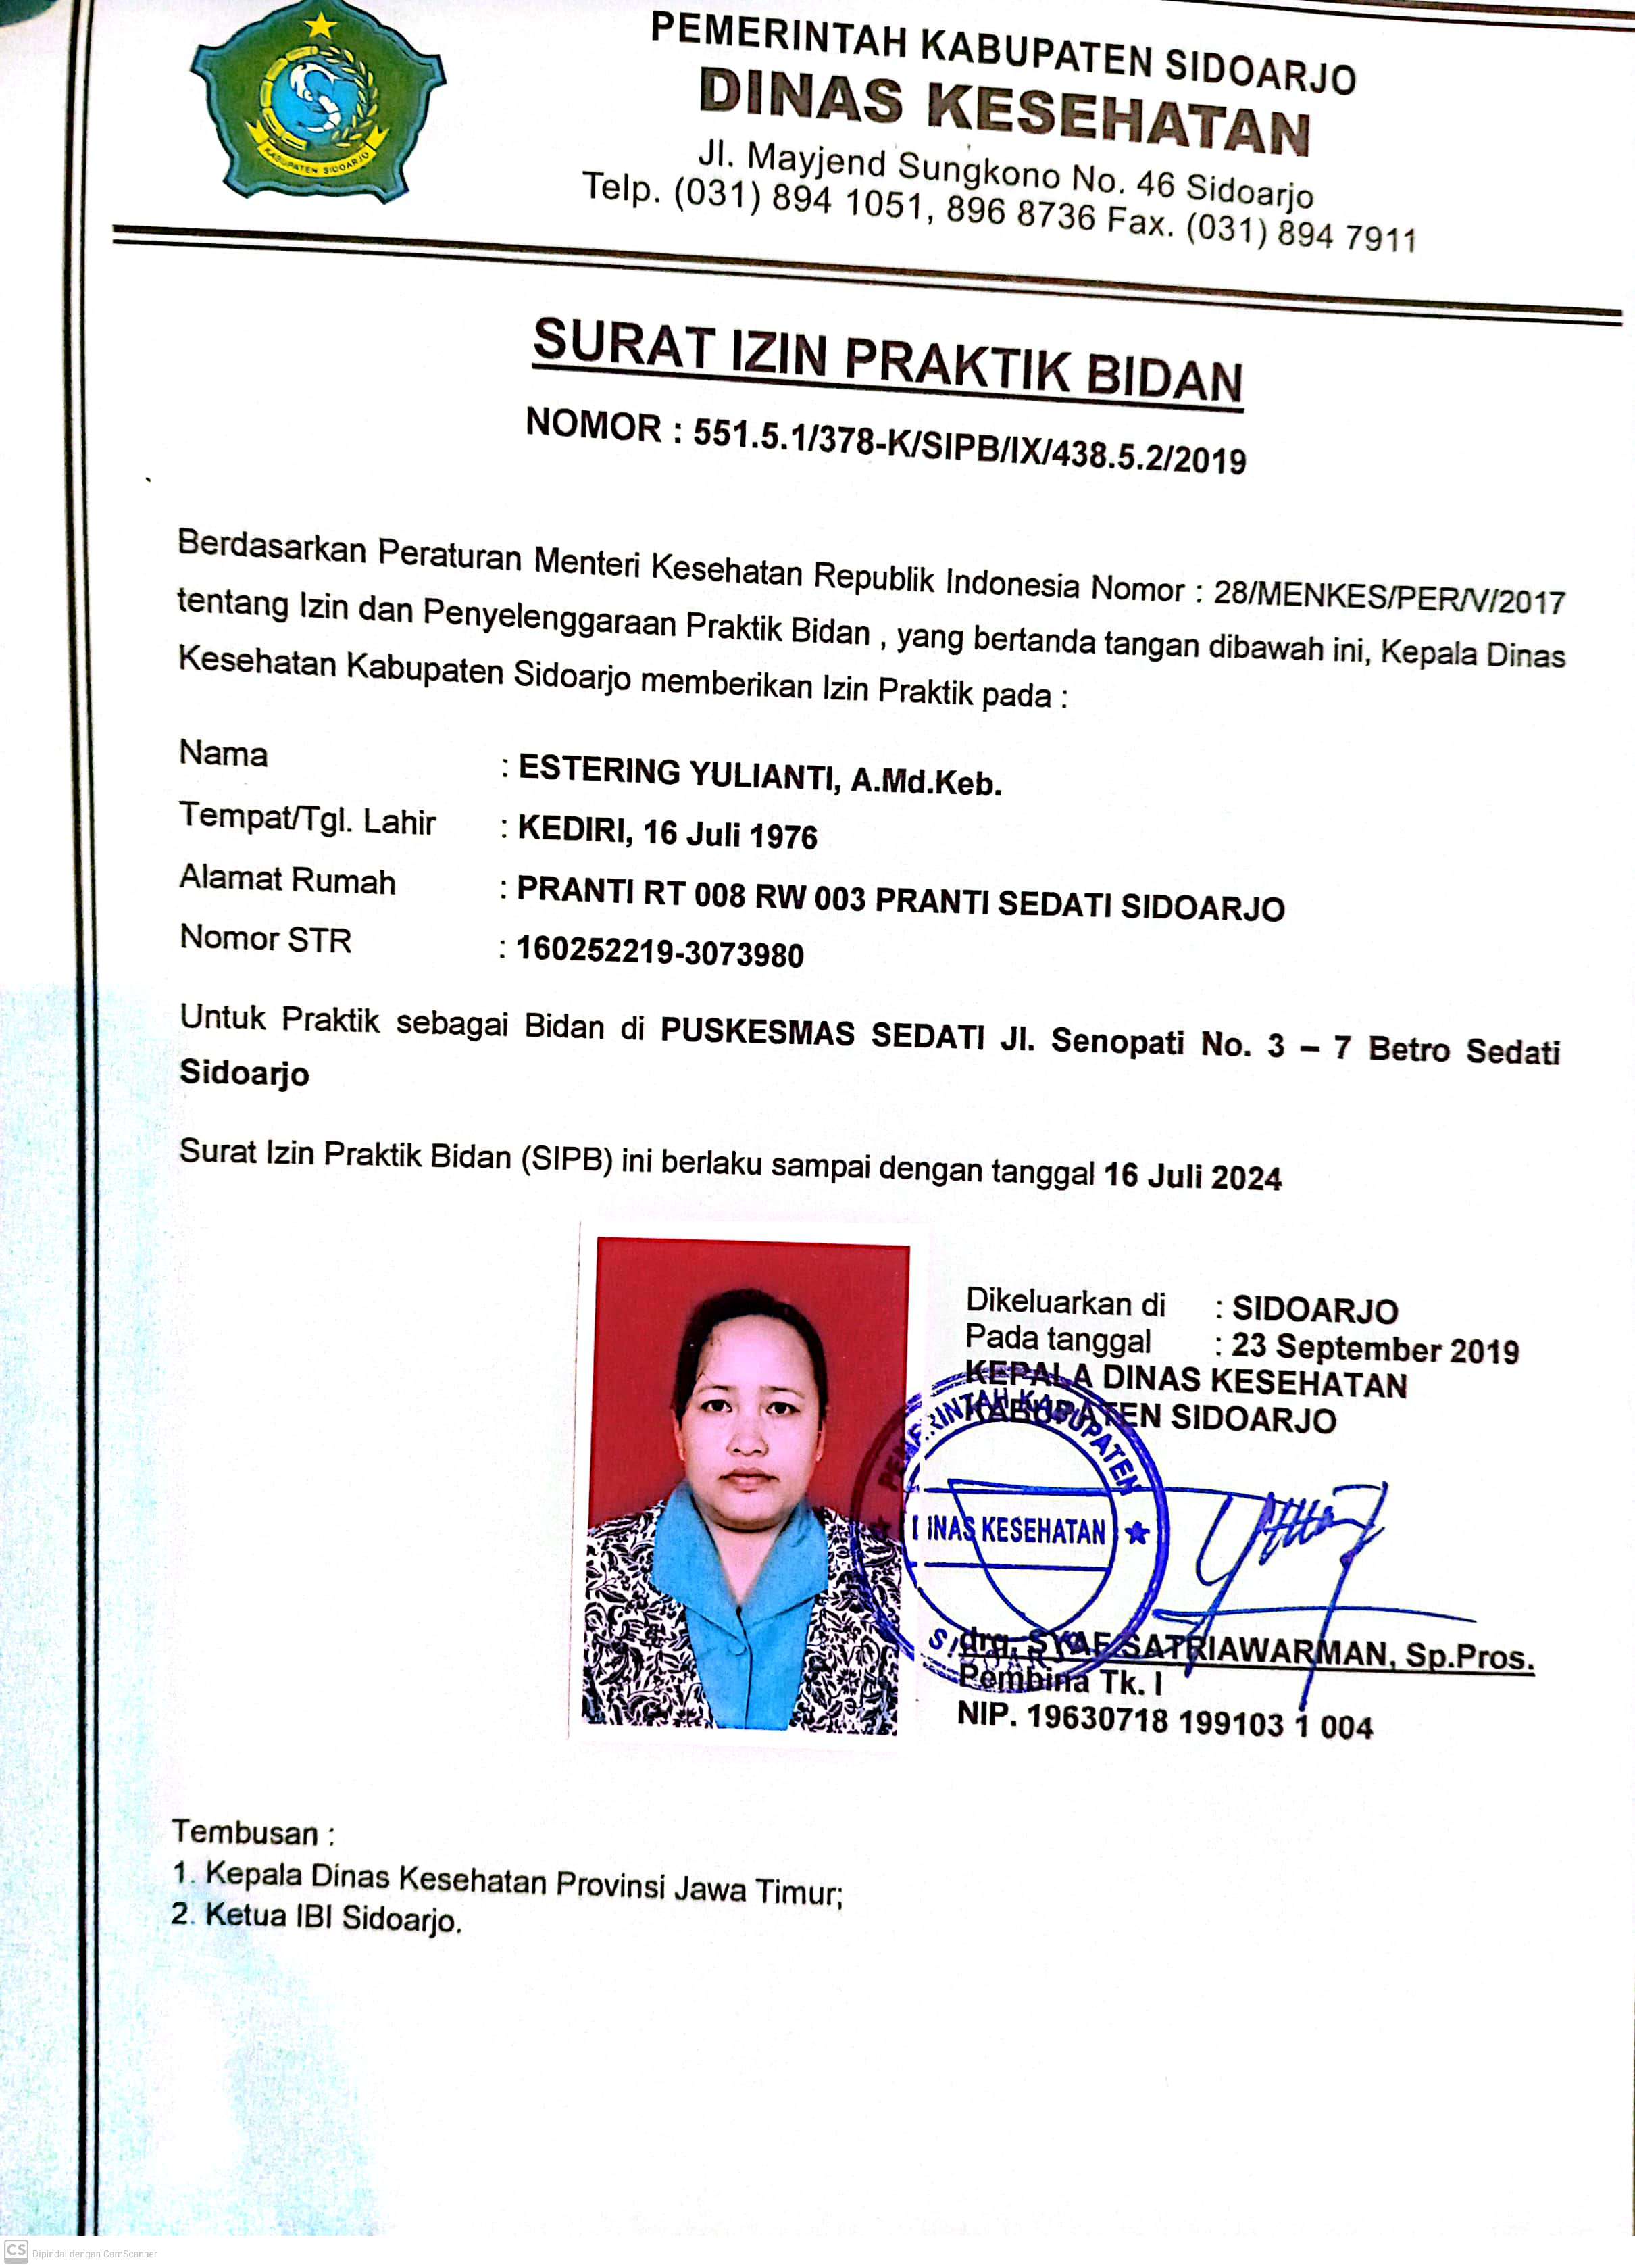 PEMERINTAH KABUPATEN SIDOARJO
DINAS KESEHATAN
Jl. Mayjend Sungkono No. 46 Sidoarjo
Telp. (031) 894 1051, 896 8736 Fax. (031) 894 7911
KABUPATEN SIDOARJO
SURAT IZIN PRAKTIK BIDAN
NOMOR : 551.5.1/378-K/SIPB/IX/438.5.2/2019
Berdasarkan Peraturan Menteri Kesehatan Republik Indonesia Nomor : 28/MENKES/PER/V/2017
tentang Izin dan Penyelenggaraan Praktik Bidan , yang bertanda tangan dibawah ini, Kepala Dinas
Kesehatan Kabupaten Sidoarjo memberikan Izin Praktik pada :
Nama : ESTERING YULIANTI, A.Md.Keb.
Tempat/Tgl. Lahir : KEDIRI, 16 Juli 1976
Alamat Rumah : PRANTI RT 008 RW 003 PRANTI SEDATI SIDOARJO
Nomor STR : 160252219-3073980
Untuk Praktik sebagai Bidan di PUSKESMAS SEDATI Jl. Senopati No. 3 – 7 Betro Sedati
Sidoarjo
Surat Izin Praktik Bidan (SIPB) ini berlaku sampai dengan tanggal 16 Juli 2024
Dikeluarkan di : SIDOARJO
Pada tanggal : 23 September 2019
KEPALA DINAS KESEHATAN
KABUPATEN SIDOARJO
PEMERINTAH KABUPATEN
DINAS KESEHATAN
SIDOARJO
drg. SYAF SATRIAWARMAN, Sp.Pros.
Pembina Tk. I
NIP. 19630718 199103 1 004
Tembusan :
1. Kepala Dinas Kesehatan Provinsi Jawa Timur;
2. Ketua IBI Sidoarjo.
CS Dipindai dengan CamScanner